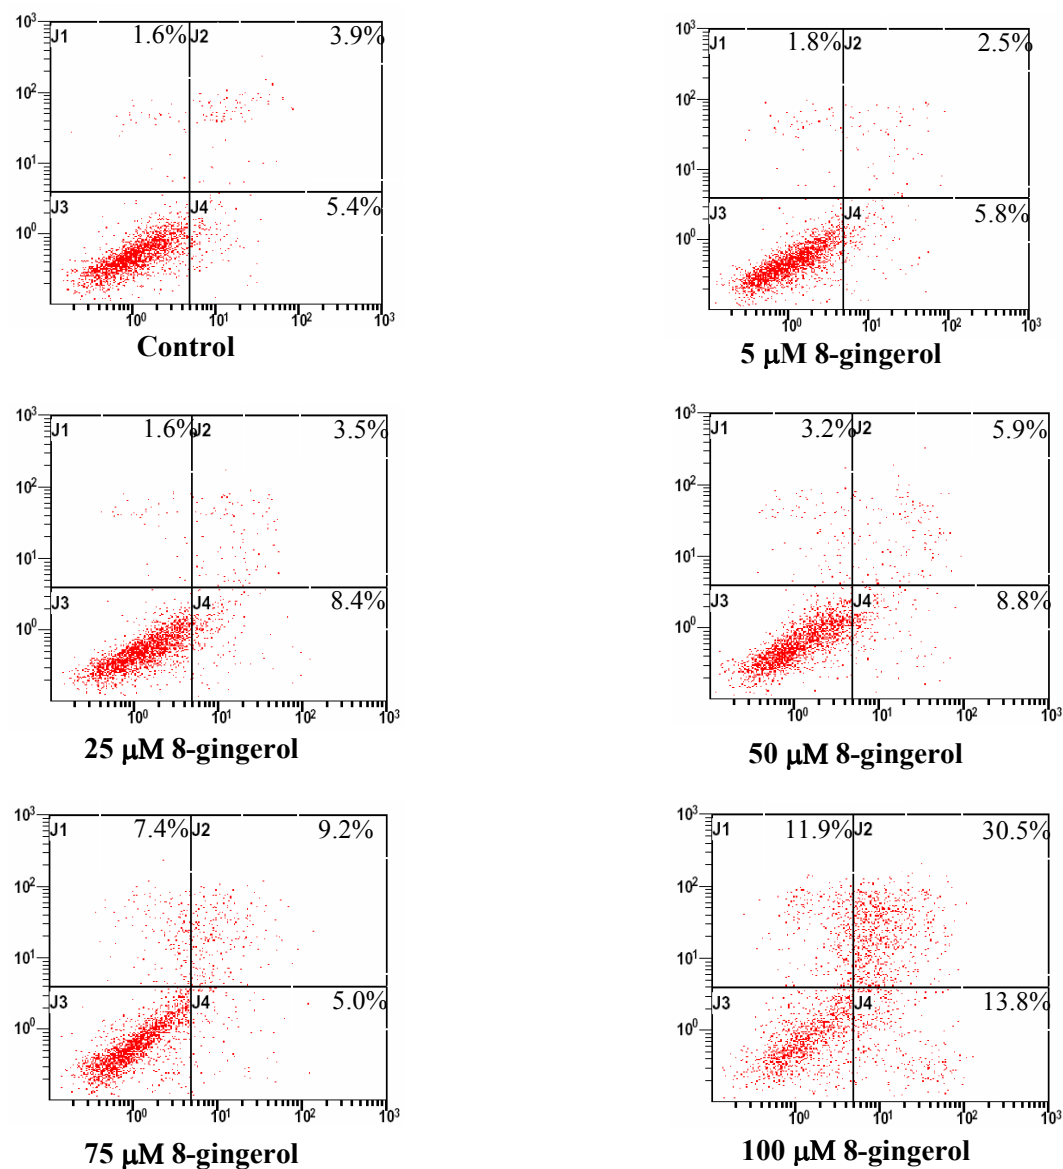 10³ J1 1.6% J2 3.9%
10²
10¹
J3 J4 5.4%
10⁰
10⁰ 10¹ 10² 10³
Control
10³ J1 1.8% J2 2.5%
10²
10¹
J3 J4 5.8%
10⁰
10⁰ 10¹ 10² 10³
5 μM 8-gingerol
10³ J1 1.6% J2 3.5%
10²
10¹
J3 J4 8.4%
10⁰
10⁰ 10¹ 10² 10³
25 μM 8-gingerol
10³ J1 3.2% J2 5.9%
10²
10¹
J3 J4 8.8%
10⁰
10⁰ 10¹ 10² 10³
50 μM 8-gingerol
10³ J1 7.4% J2 9.2%
10²
10¹
J3 J4 5.0%
10⁰
10⁰ 10¹ 10² 10³
75 μM 8-gingerol
10³ J1 11.9% J2 30.5%
10²
10¹
J3 J4 13.8%
10⁰
10⁰ 10¹ 10² 10³
100 μM 8-gingerol